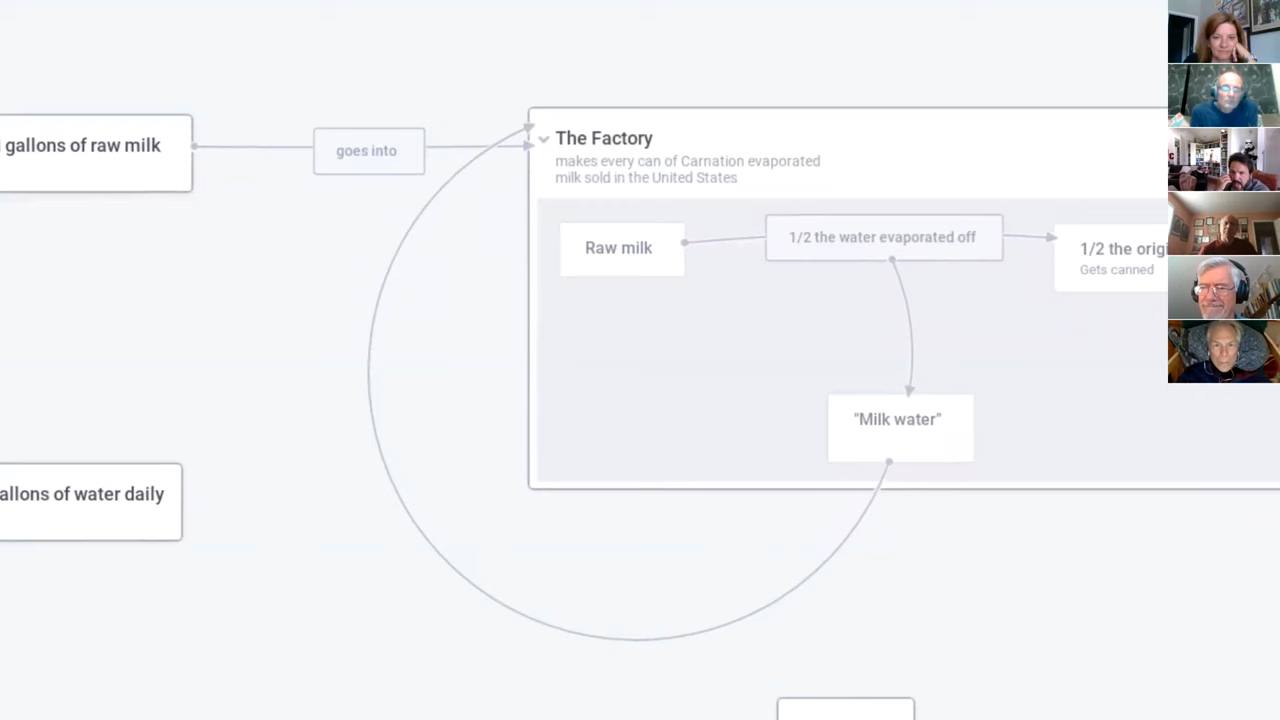 gallons of raw milk
goes into
The Factory
makes every can of Carnation evaporated
milk sold in the United States
Raw milk
1/2 the water evaporated off
1/2 the origi
Gets canned
"Milk water"
allons of water daily